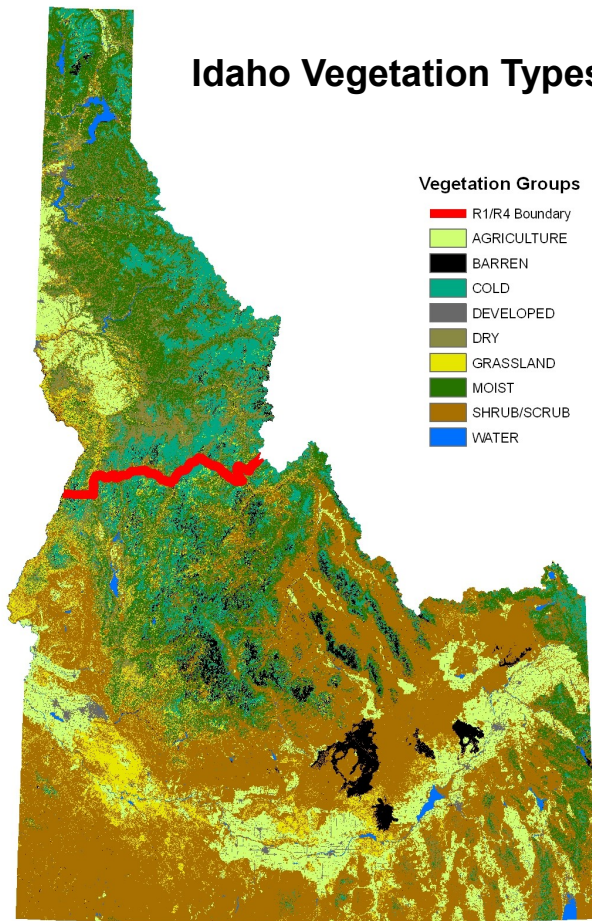 Idaho Vegetation Types
Vegetation Groups
R1/R4 Boundary
AGRICULTURE
BARREN
COLD
DEVELOPED
DRY
GRASSLAND
MOIST
SHRUB/SCRUB
WATER